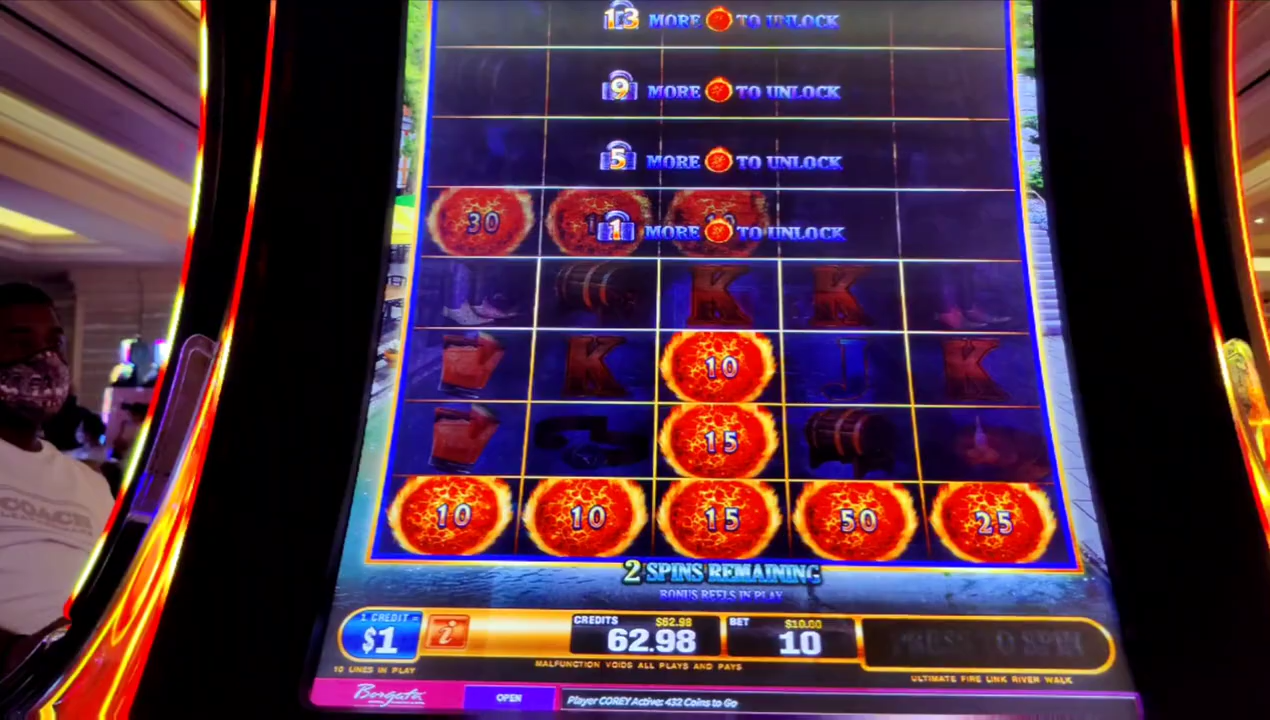 13 MORE TO UNLOCK
9 MORE TO UNLOCK
5 MORE TO UNLOCK
30
1 MORE TO UNLOCK
K K
10
K J K
15
10 10 15 50 25
2 SPINS REMAINING
BONUS REELS IN PLAY
1 CREDIT =
$1
10 LINES IN PLAY
i
CREDITS $62.98
62.98
BET $10.00
10
MALFUNCTION VOIDS ALL PLAYS AND PAYS
ULTIMATE FIRE LINK RIVER WALK
Borgata
OPEN
Player COREY Active: 432 Coins to Go
COACH